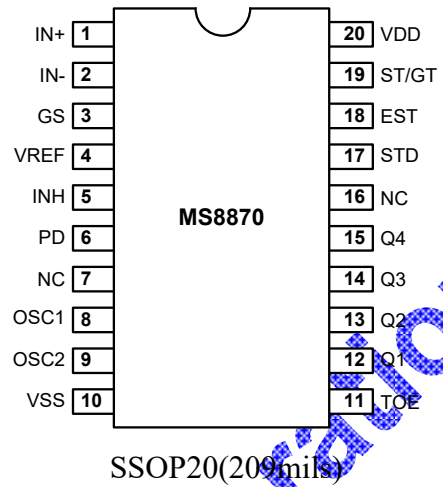 IN+ 1 20 VDD
IN- 2 19 ST/GT
GS 3 18 EST
VREF 4 17 STD
INH 5 MS8870 16 NC
PD 6 15 Q4
NC 7 14 Q3
OSC1 8 13 Q2
OSC2 9 12 Q1
VSS 10 11 TOE
SSOP20(209mils)